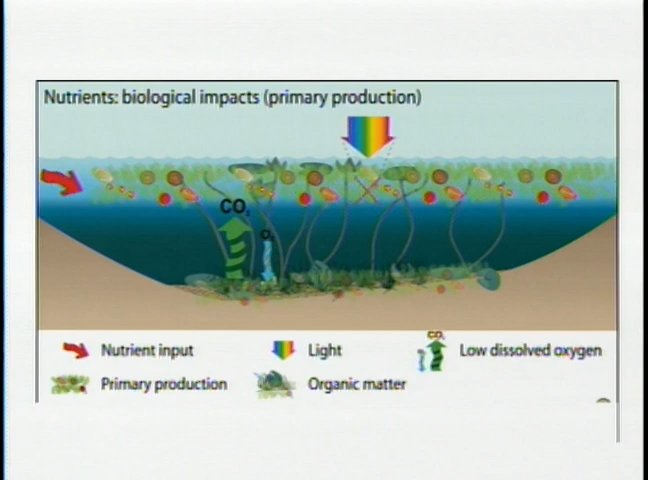 Nutrients: biological impacts (primary production)
CO₂
O₂
CO₂
Nutrient input
Light
Low dissolved oxygen
Primary production
Organic matter